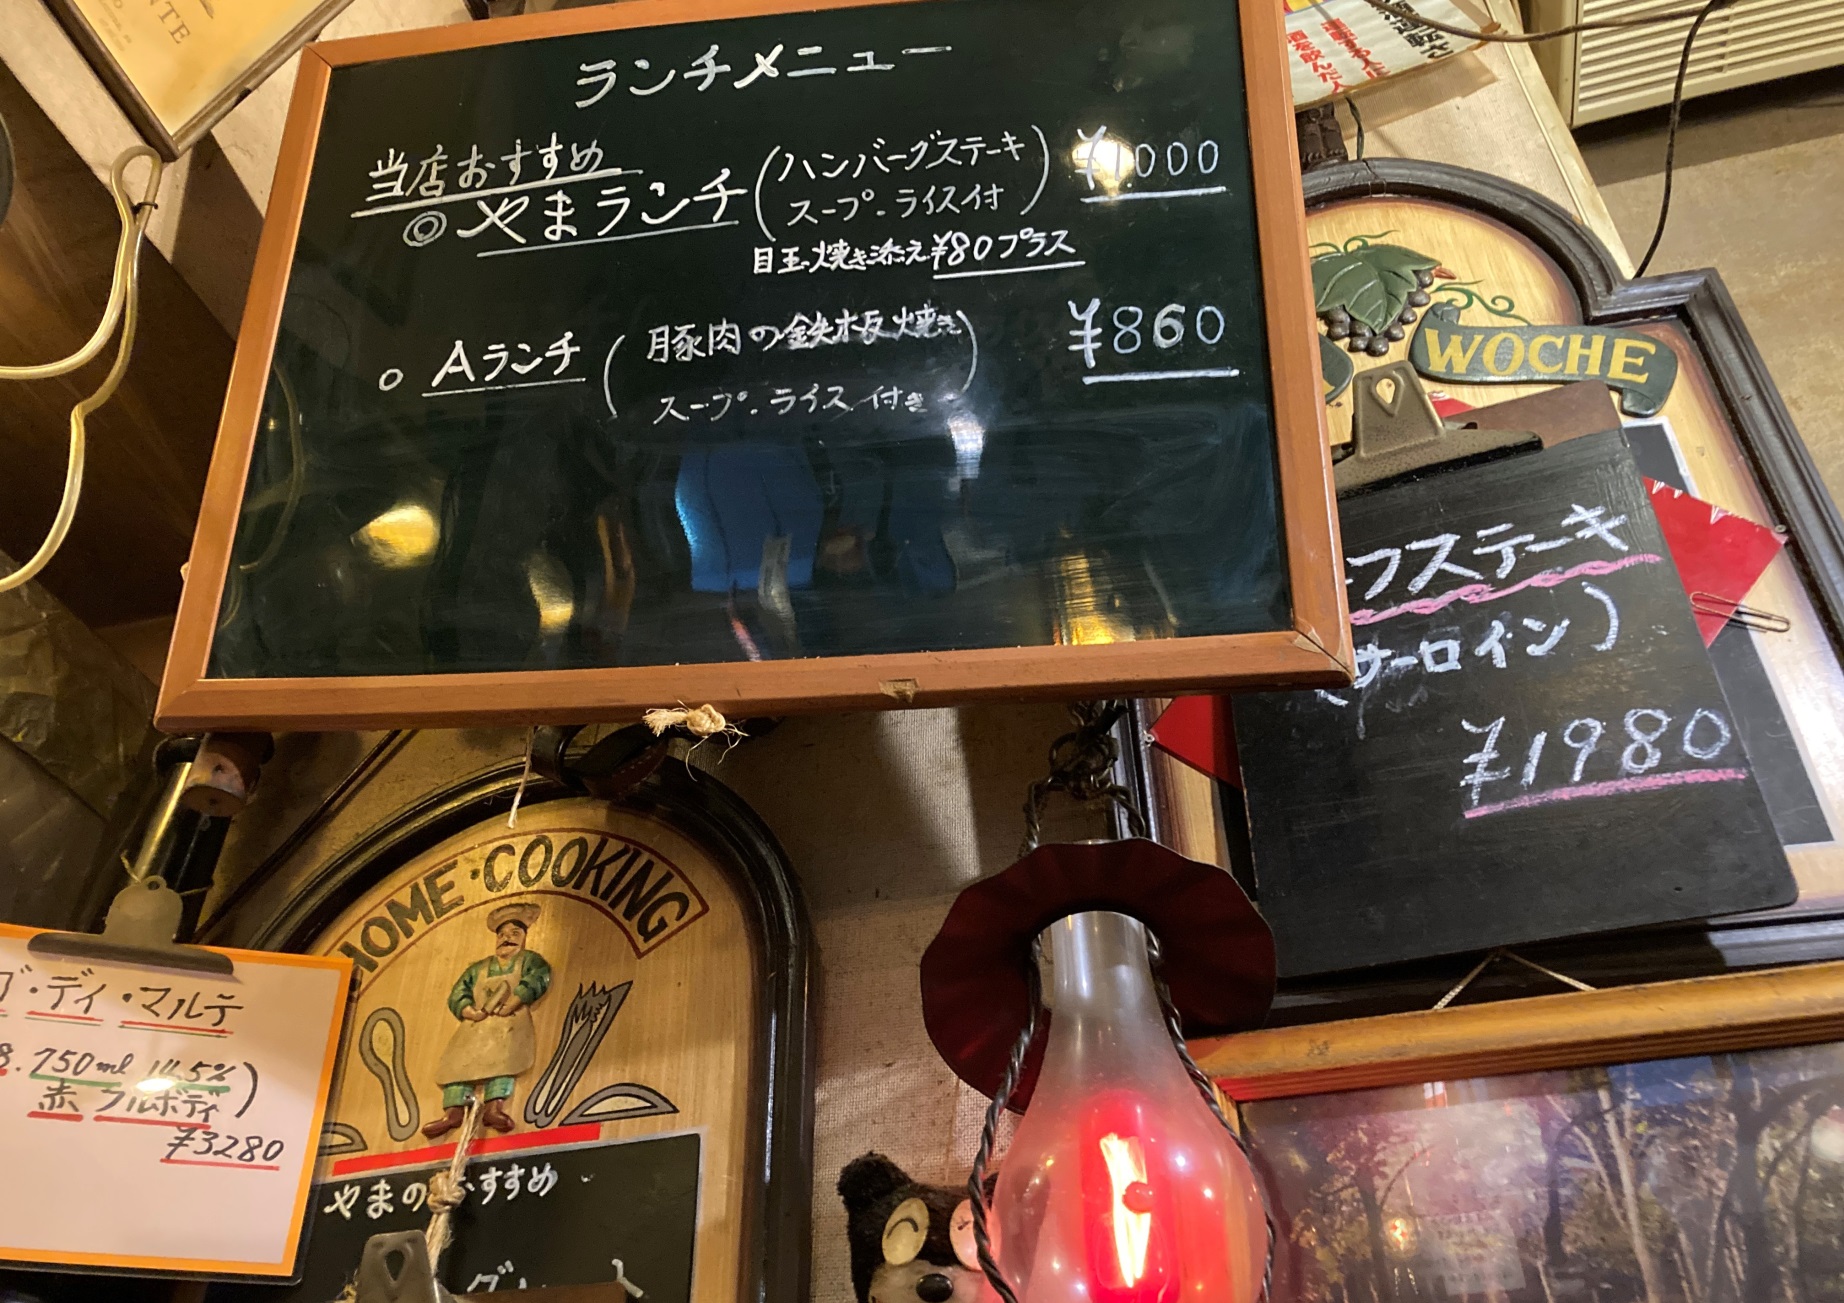 ランチメニュー
当店おすすめ
◎やまランチ(ハンバーグステーキ
スープ.ライス付) ¥1000
目玉焼き添え¥80プラス
○ Aランチ(豚肉の鉄板焼き
スープ.ライス付き) ¥860
WOCHE
フステーキ
(サーロイン)
¥1980
HOME・COOKING
・ディ・マルテ
750ml 14.5%)
赤 フルボディ
¥3280
やまのおすすめ